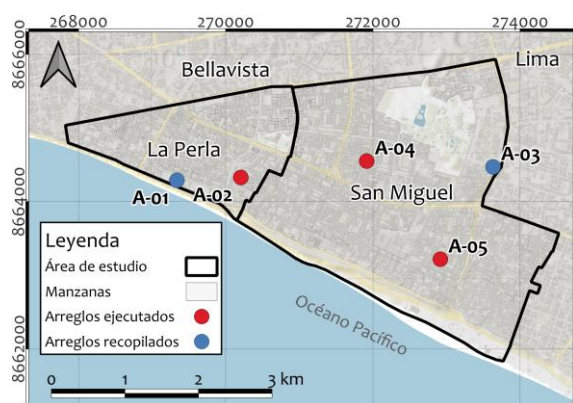 268000 270000 272000 274000
8666000
Lima
Bellavista
La Perla
A-04
A-03
A-01
A-02
San Miguel
8664000
A-05
Leyenda
Área de estudio
Manzanas
Arreglos ejecutados
Arreglos recopilados
Océano Pacífico
8662000
0 1 2 3 km